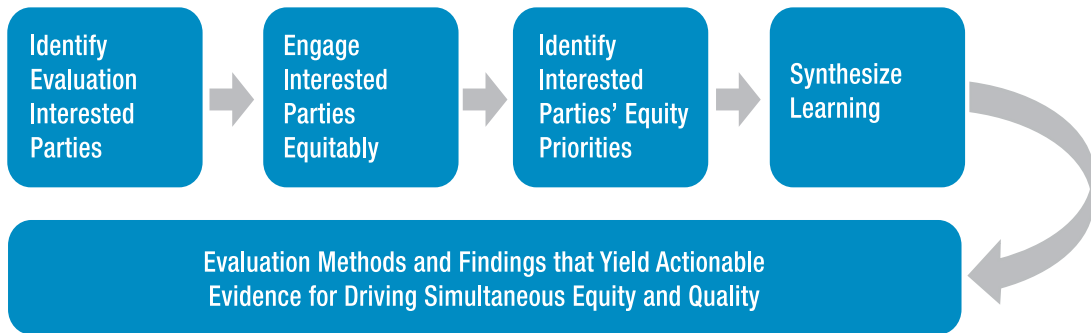 Identify
Evaluation
Interested
Parties
Engage
Interested
Parties
Equitably
Identify
Interested
Parties’ Equity
Priorities
Synthesize
Learning
Evaluation Methods and Findings that Yield Actionable
Evidence for Driving Simultaneous Equity and Quality